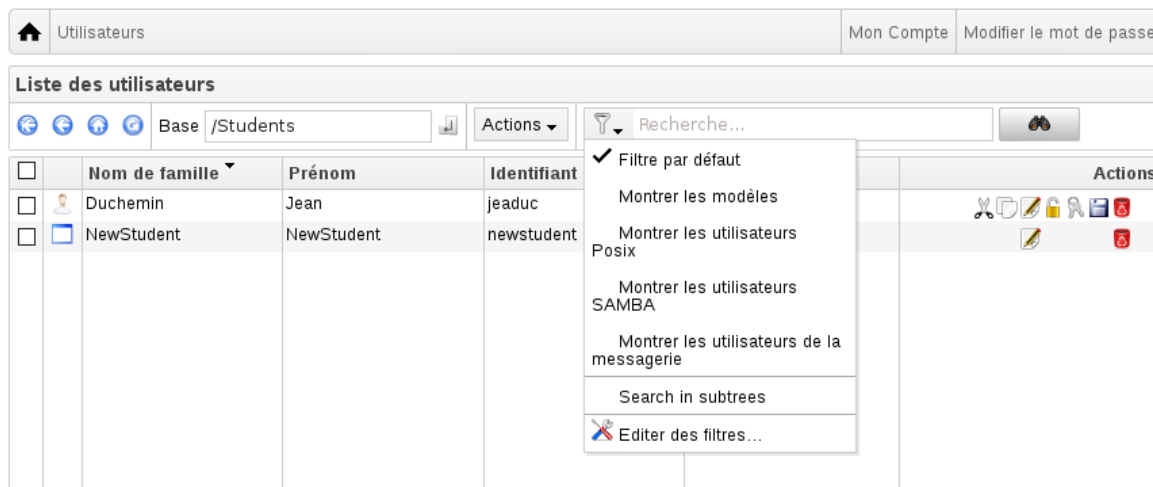 Utilisateurs Mon Compte Modifier le mot de passe
Liste des utilisateurs
Base /Students Actions Recherche...
Nom de famille Prénom Identifiant Actions
Duchemin Jean jeaduc
NewStudent NewStudent newstudent
Filtre par défaut
Montrer les modèles
Montrer les utilisateurs
Posix
Montrer les utilisateurs
SAMBA
Montrer les utilisateurs de la
messagerie
Search in subtrees
Editer des filtres...